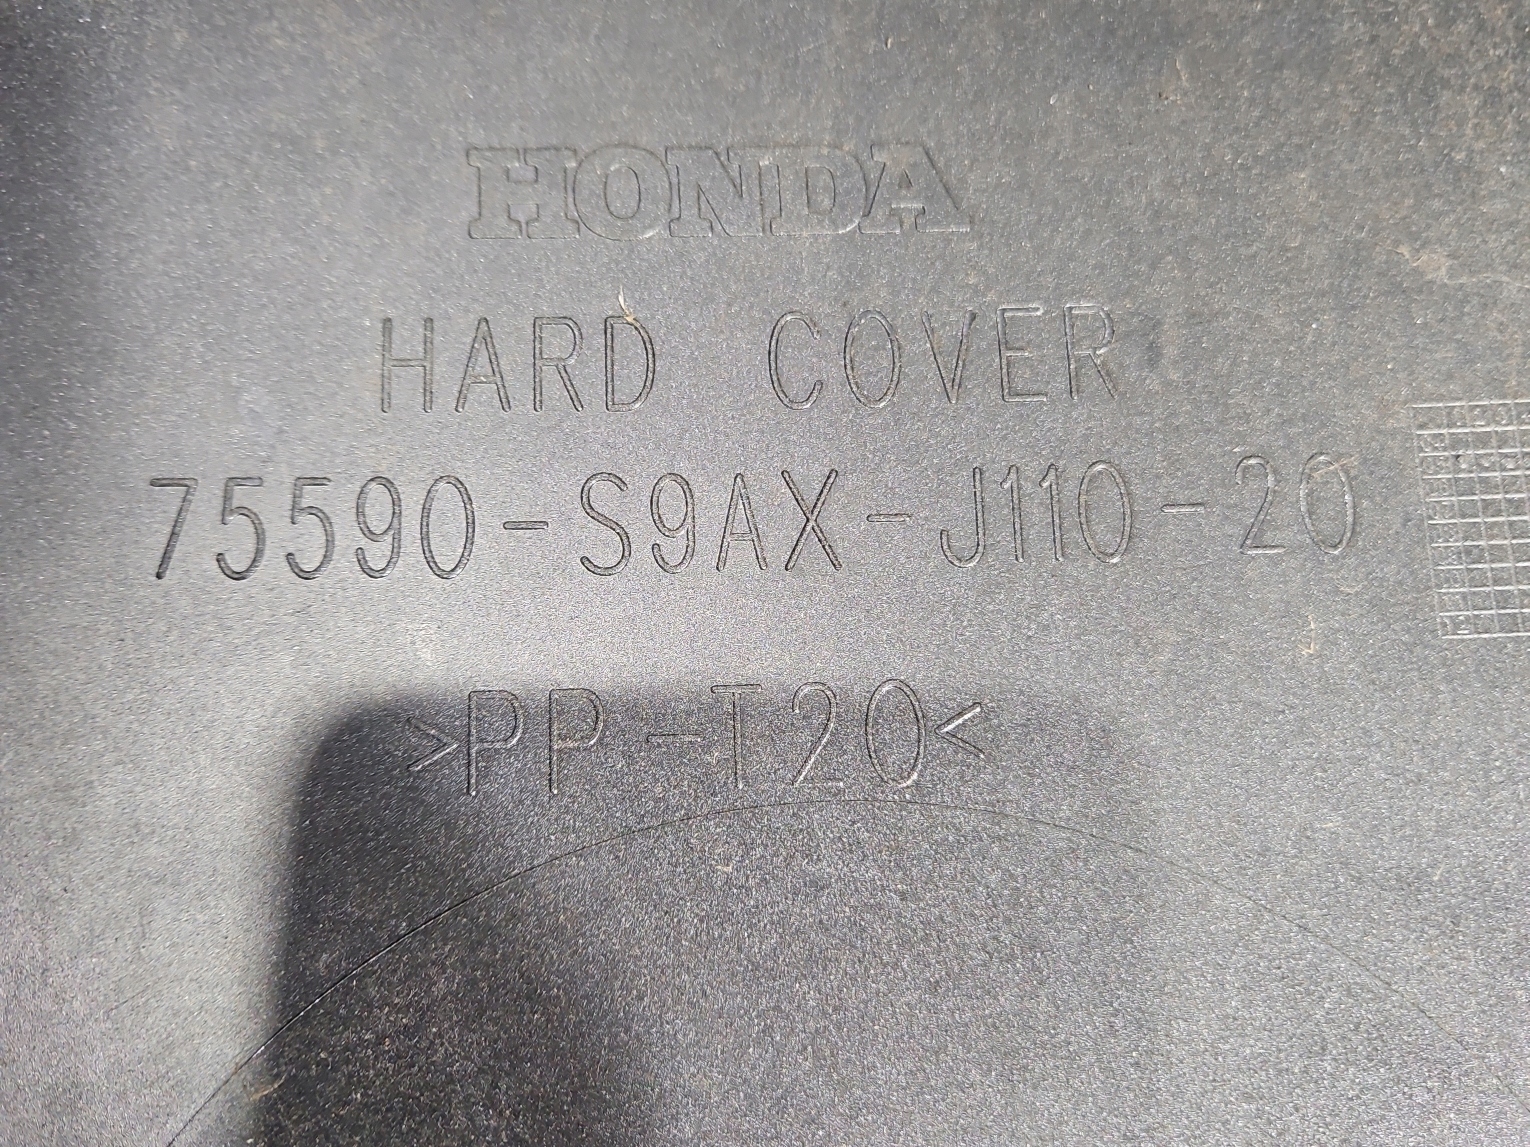 HONDA
HARD COVER
75590-S9AX-J110-20
>PP-T20<